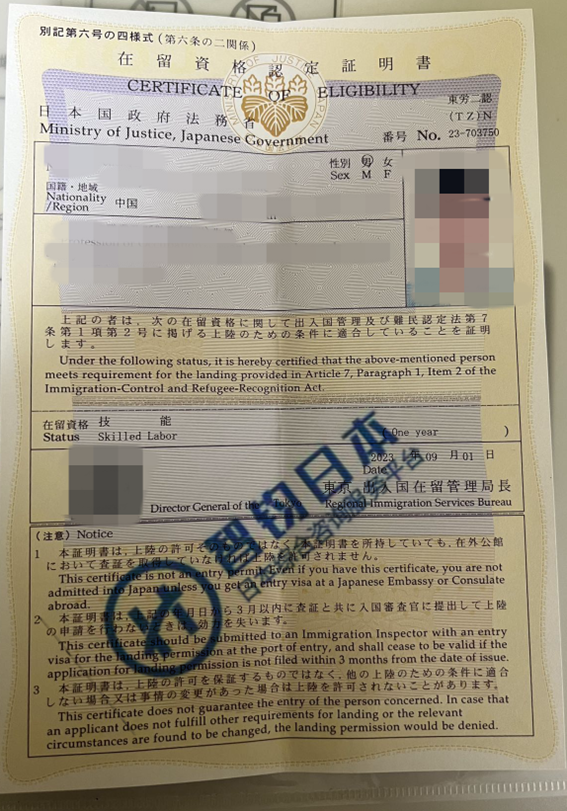 別記第六号の四様式(第六条の二関係)
在留資格認定証明書
CERTIFICATE OF ELIGIBILITY
日本国政府法務省
東労二認
(TZ)N
Ministry of Justice, Japanese Government
番号 No. 23-703750
性別 男 女
Sex M F
国籍・地域
Nationality 中国
/Region
上記の者は、次の在留資格に関して出入国管理及び難民認定法第7
条第1項第2号に掲げる上陸のための条件に適合していることを証明
します。
Under the following status, it is hereby certified that the above-mentioned person
meets requirement for the landing provided in Article 7, Paragraph 1, Item 2 of the
Immigration-Control and Refugee-Recognition Act.
在留資格 技能
Status Skilled Labor
(One year )
2023 年 09 月 01 日
Date
東京出入国在留管理局長
Director General of the Tokyo Regional Immigration Services Bureau
(注意) Notice
1 本証明書は、上陸の許可そのものではなく、本証明書を所持していても、在外公館
において査証を取得していなければ上陸を許可されません。
This certificate is not an entry permit. Even if you have this certificate, you are not
admitted into Japan unless you get an entry visa at a Japanese Embassy or Consulate
abroad.
2 本証明書は、上記の年月日から3月以内に査証と共に入国審査官に提出して上陸
の申請を行わないときは、効力を失います。
This certificate should be submitted to an Immigration Inspector with an entry
visa for the landing permission at the port of entry, and shall cease to be valid if the
application for landing permission is not filed within 3 months from the date of issue.
3 本証明書は、上陸の許可を保証するものではなく、他の上陸のための条件に適合
しない場合又は事情の変更があった場合は上陸を許可されないことがあります。
This certificate does not guarantee the entry of the person concerned. In case that
an applicant does not fulfill other requirements for landing or the relevant
circumstances are found to be changed, the landing permission would be denied.
日本
服务平台